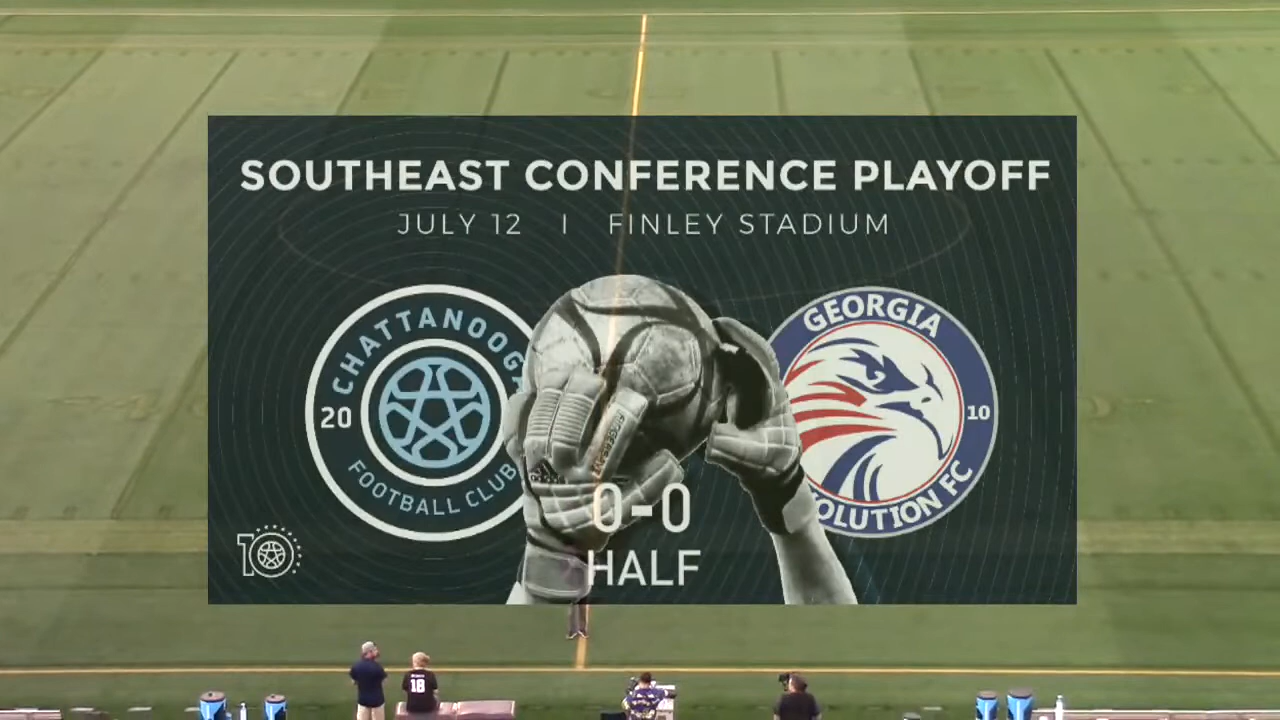 SOUTHEAST CONFERENCE PLAYOFF
JULY 12 | FINLEY STADIUM
CHATTANOOGA
20
FOOTBALL CLUB
GEORGIA
10
OLUTION FC
0-0
HALF
10
18